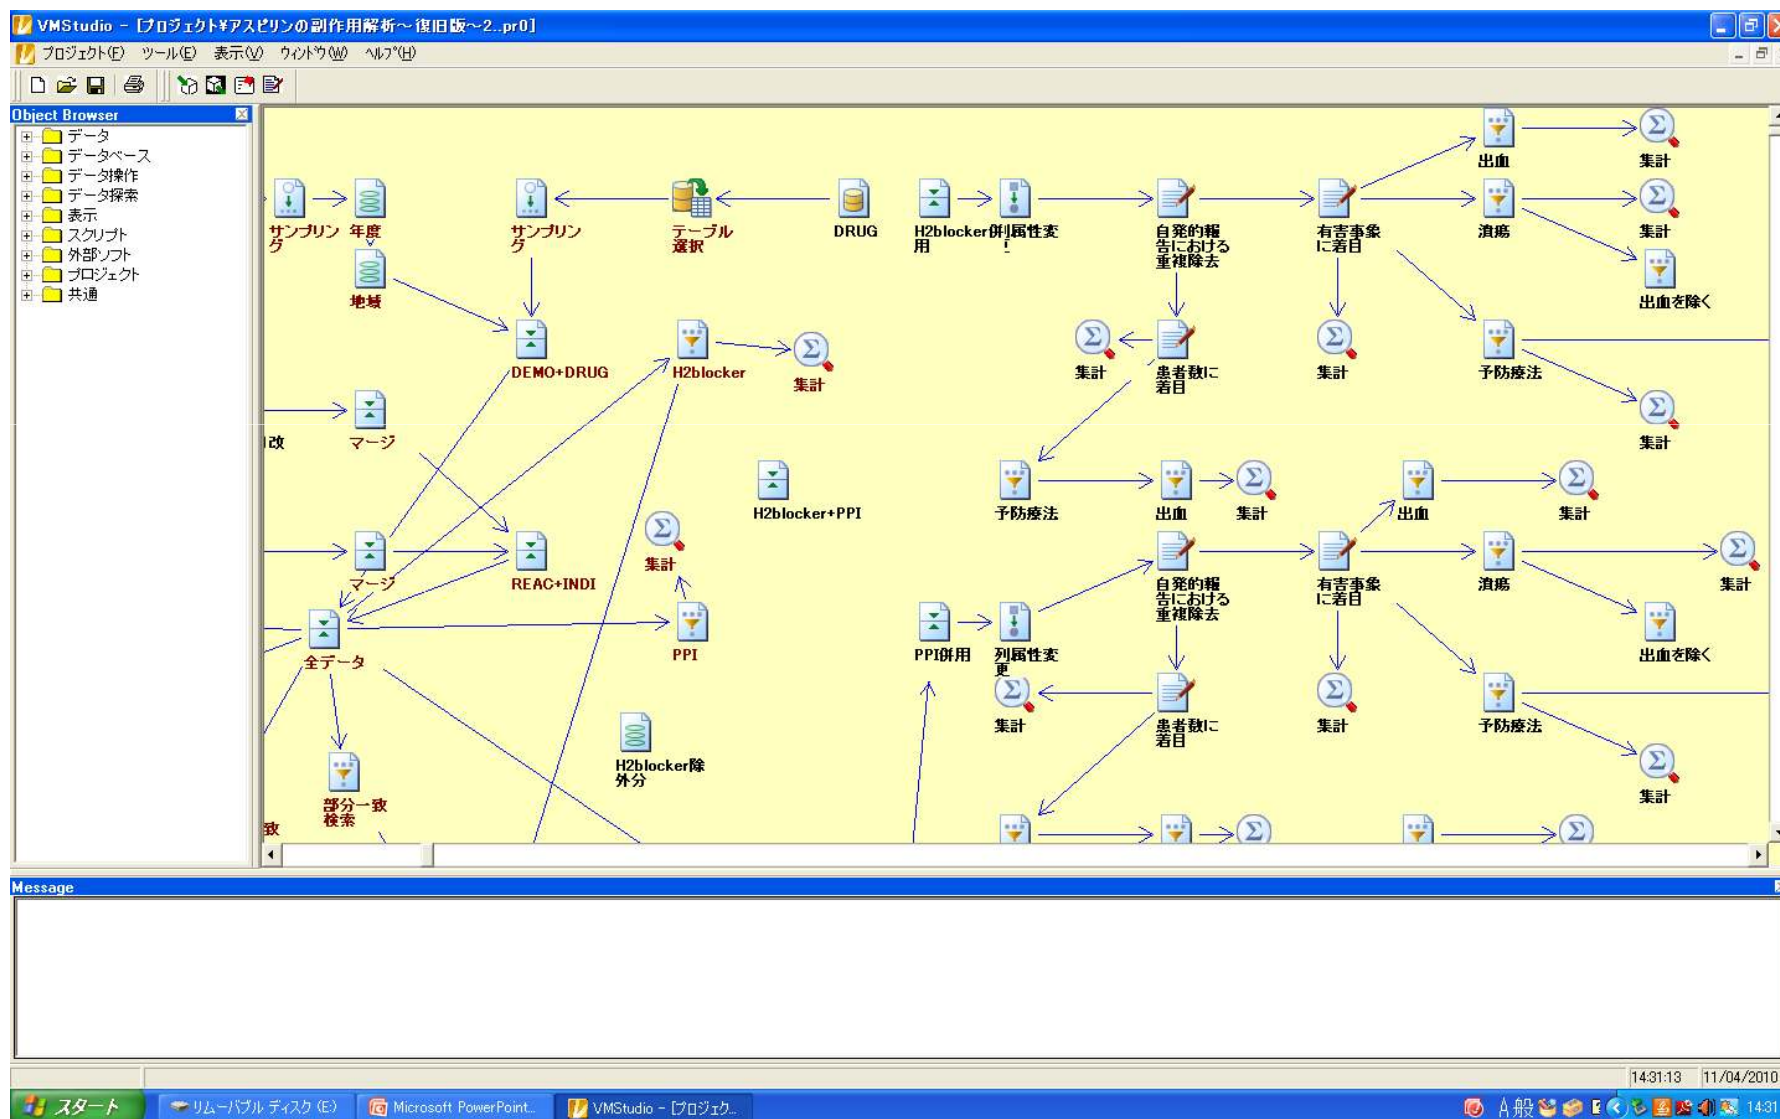 VMStudio - [プロジェクト¥アスピリンの副作用解析～復旧版～2..pr0]
プロジェクト(F) ツール(E) 表示(V) ウィンドウ(W) ヘルプ(H)
Object Browser
データ
データベース
データ操作
データ探索
表示
スクリプト
外部ソフト
プロジェクト
共通
出血
集計
サンプリン
グ
年度
サンプリン
グ
テーブル
選択
DRUG
H2blocker併
用
列属性変
自発的報
告における
重複除去
有害事象
に着目
潰瘍
集計
地域
出血を除く
DEMO+DRUG
H2blocker
集計
集計
患者数に
着目
集計
予防療法
改
マージ
集計
H2blocker+PPI
予防療法
出血
集計
出血
集計
マージ
REAC+INDI
集計
自発的報
告における
重複除去
有害事象
に着目
潰瘍
集計
全データ
PPI
PPI併用
列属性変
更
出血を除く
集計
患者数に
着目
集計
予防療法
H2blocker除
外分
部分一致
検索
致
集計
Message
14:31:13 11/04/2010
スタート リムーバブル ディスク (E:) Microsoft PowerPoint... VMStudio - [プロジェク... A 般 14:31